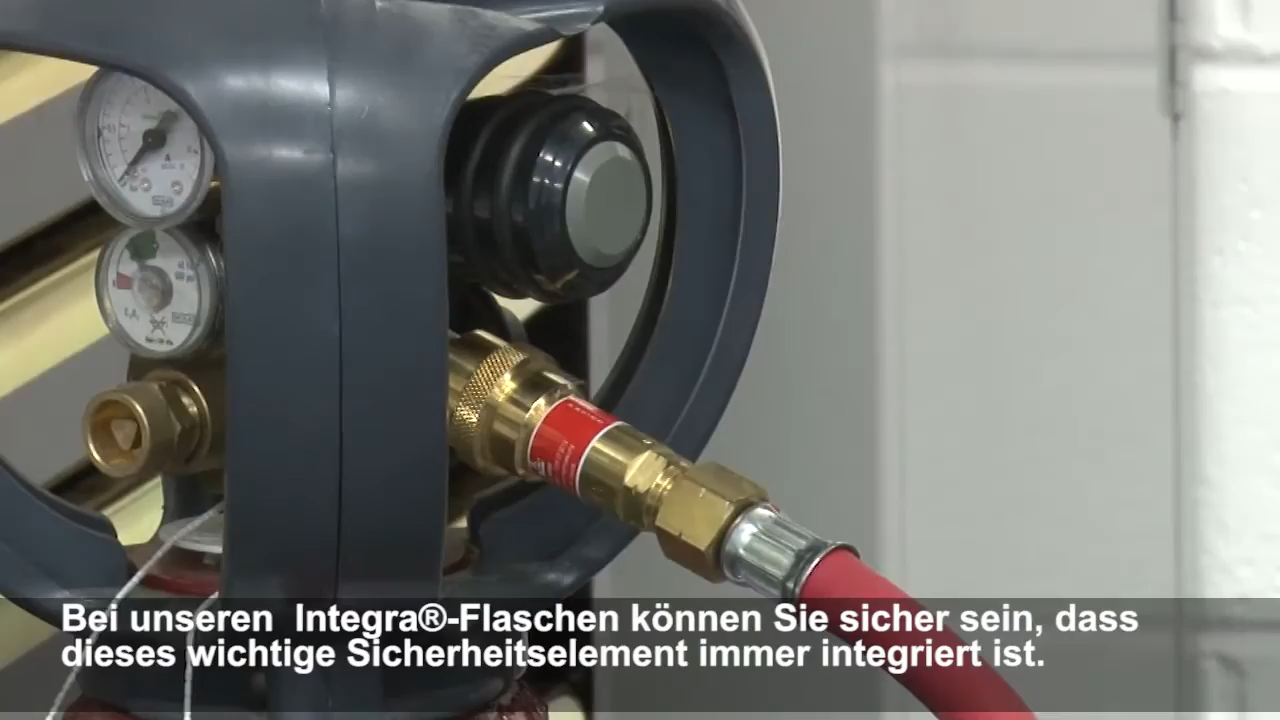 Bei unseren Integra®-Flaschen können Sie sicher sein, dass
dieses wichtige Sicherheitselement immer integriert ist.